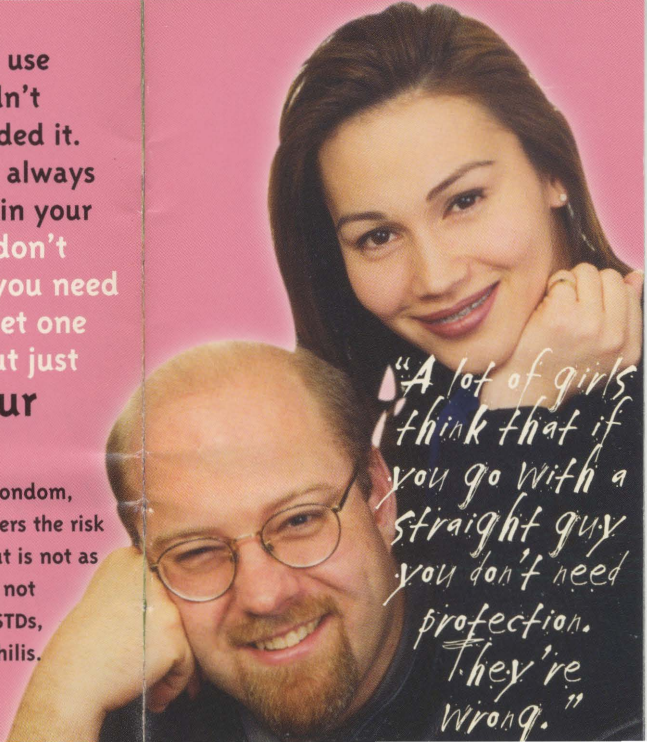 use
n't
ded it.
always
in your
don't
you need
et one
ut just
ur
ondom,
ers the risk
ut is not as
not
STDs,
hilis.
"A lot of girls
think that if
you go with a
straight guy
you don't need
protection.
They're
wrong."